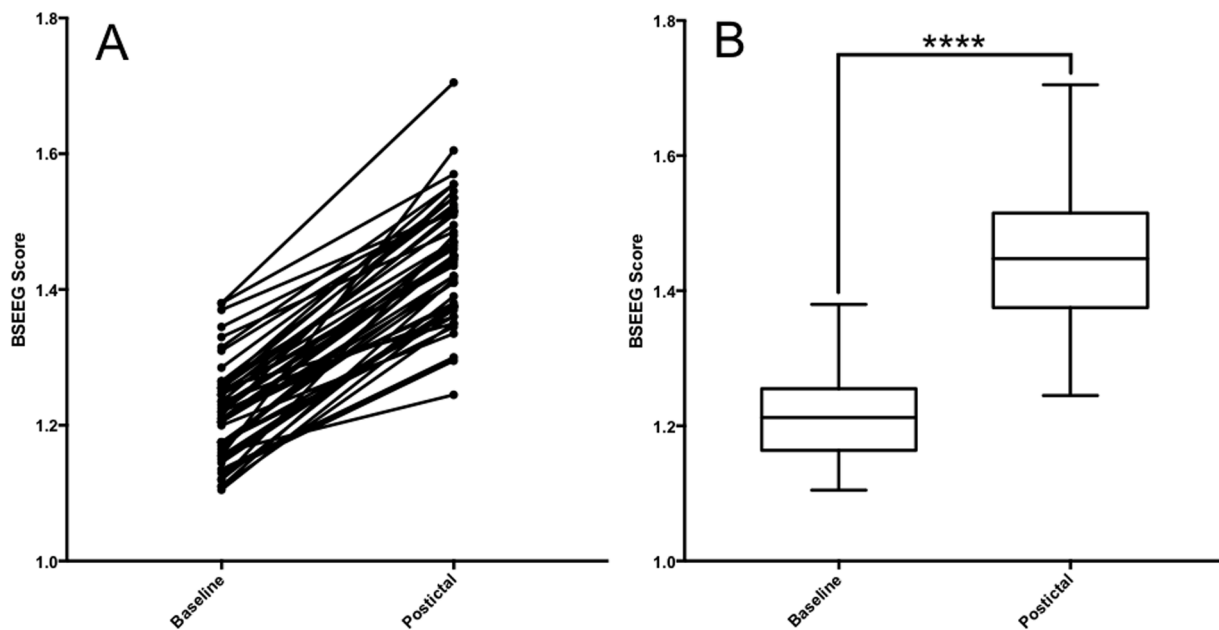 A
BSEEG Score
1.8
1.6
1.4
1.2
1.0
Baseline
Postictal
B
****
BSEEG Score
1.8
1.6
1.4
1.2
1.0
Baseline
Postictal